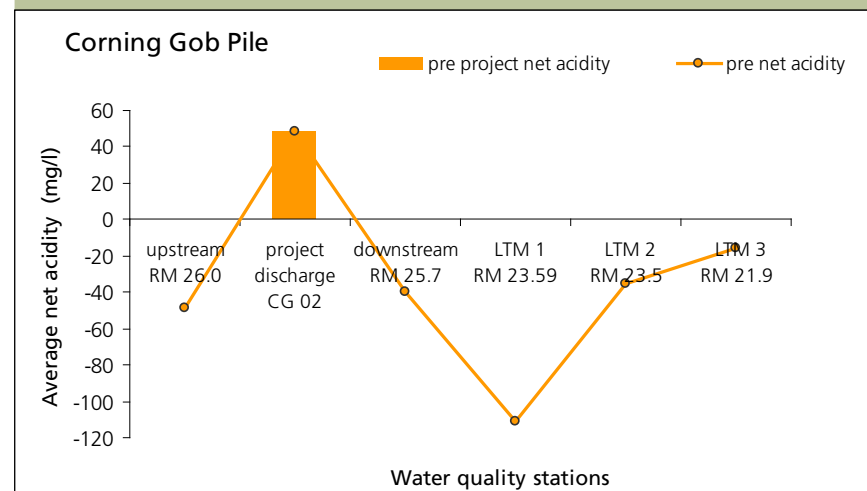 Corning Gob Pile
pre project net acidity
pre net acidity
Average net acidity (mg/l)
60
40
20
0
-20
-40
-60
-80
-100
-120
upstream
RM 26.0
project
discharge
CG 02
downstream
RM 25.7
LTM 1
RM 23.59
LTM 2
RM 23.5
LTM 3
RM 21.9
Water quality stations